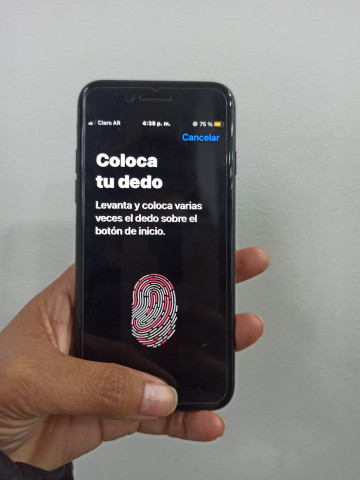 Claro AR 4:38 p. m. 75 %
Cancelar
Coloca
tu dedo
Levanta y coloca varias
veces el dedo sobre el
botón de inicio.